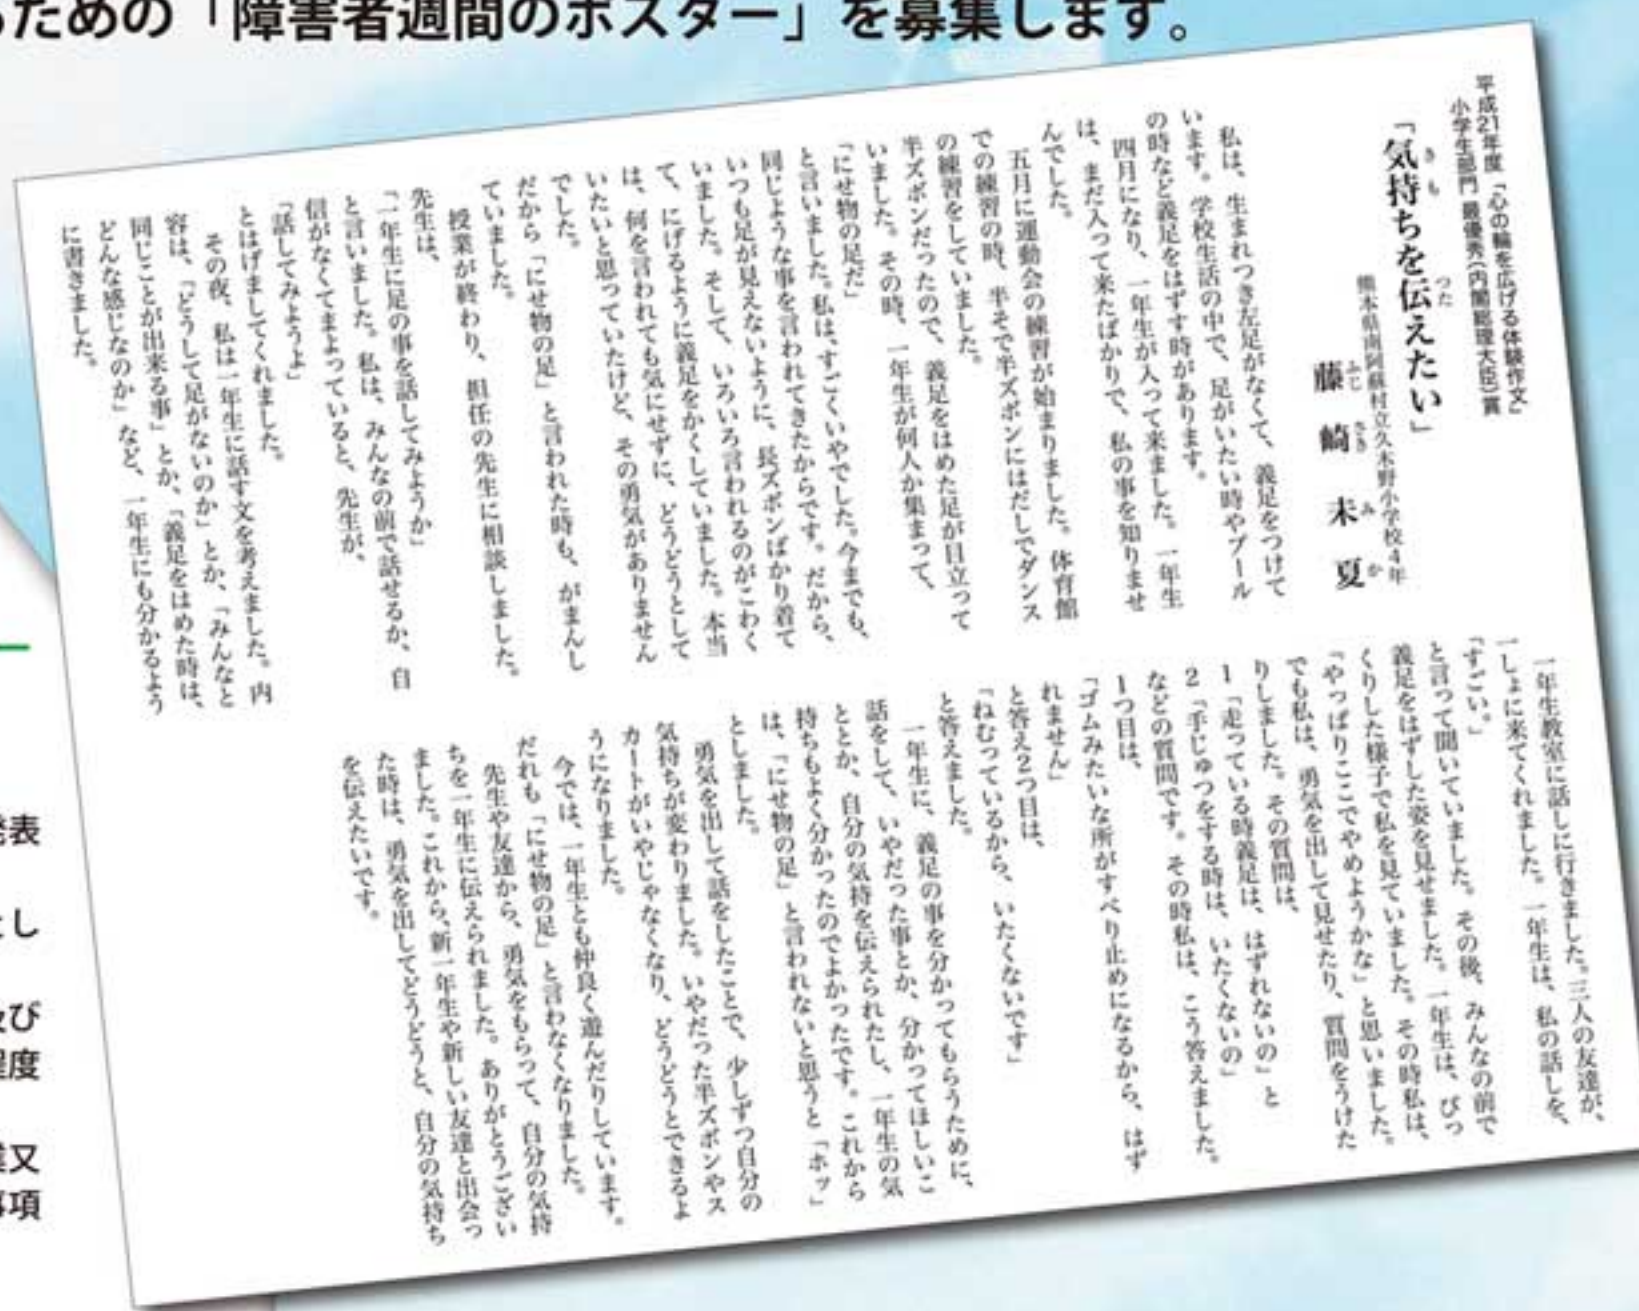 るための「障害者週間のポスター」を募集します。
平成21年度 「心の輪を広げる体験作文」
小学生部門 最優秀(内閣総理大臣)賞
「気持ちを伝えたい」
き も
つた
熊本県南阿蘇村立久木野小学校4年
藤崎 未夏
ふじ さき み か
私は、生まれつき左足がなくて、義足をつけて
います。学校生活の中で、足がいたい時やプール
の時など義足をはずす時があります。
四月になり、一年生が入って来ました。一年生
は、まだ入って来たばかりで、私の事を知りませ
んでした。
五月に運動会の練習が始まりました。体育館
での練習の時、半そで半ズボンにはだしでダンス
の練習をしていました。
半ズボンだったので、義足をはめた足が目立って
いました。その時、一年生が何人か集まって、
「にせ物の足だ」
と言いました。私は、すごくいやでした。今までも、
同じような事を言われてきたからです。だから、
いつも足が見えないように、長ズボンばかり着て
いました。そして、いろいろ言われるのがこわく
て、にげるように義足をかくしていました。本当
は、何を言われても気にせずに、どうどうとして
いたいと思っていたけど、その勇気がありません
でした。
だから「にせ物の足」と言われた時も、がまんし
ていました。
授業が終わり、担任の先生に相談しました。
先生は、
「一年生に足の事を話してみようか」
と言いました。私は、みんなの前で話せるか、自
信がなくてまよっていると、先生が、
「話してみようよ」
とはげましてくれました。
その夜、私は一年生に話す文を考えました。内
容は、「どうして足がないのか」とか、「みんなと
同じことが出来る事」とか、「義足をはめた時は、
どんな感じなのか」など、一年生にも分かるよう
に書きました。
一年生教室に話しに行きました。三人の友達が、
一しょに来てくれました。一年生は、私の話しを、
「すごい。」
と言って聞いていました。その後、みんなの前で
義足をはずした姿を見せました。一年生は、びっ
くりした様子で私を見ていました。その時私は、
「やっぱりここでやめようかな」と思いました。
でも私は、勇気を出して見せたり、質問をうけた
りしました。その質問は、
1「走っている時義足は、はずれないの」と
2「手じゅつをする時は、いたくないの」
などの質問です。その時私は、こう答えました。
1つ目は、
「ゴムみたいな所がすべり止めになるから、はず
れません」
と答え2つ目は、
「ねむっているから、いたくないです」
と答えました。
一年生に、義足の事を分かってもらうために、
話をして、いやだった事とか、分かってほしいこ
ととか、自分の気持を伝えられたし、一年生の気
持ちもよく分かったのでよかったです。これから
は、「にせ物の足」と言われないと思うと「ホッ」
としました。
勇気を出して話をしたことで、少しずつ自分の
気持ちが変わりました。いやだった半ズボンやス
カートがいやじゃなくなり、どうどうとできるよ
うになりました。
今では、一年生とも仲良く遊んだりしています。
だれも「にせ物の足」と言わなくなりました。
先生や友達から、勇気をもらって、自分の気持
ちを一年生に伝えられました。ありがとうござい
ました。これから、新一年生や新しい友達と出会っ
た時は、勇気を出してどうどうと、自分の気持ち
を伝えたいです。
発表
とし
及び
程度
業又
事項